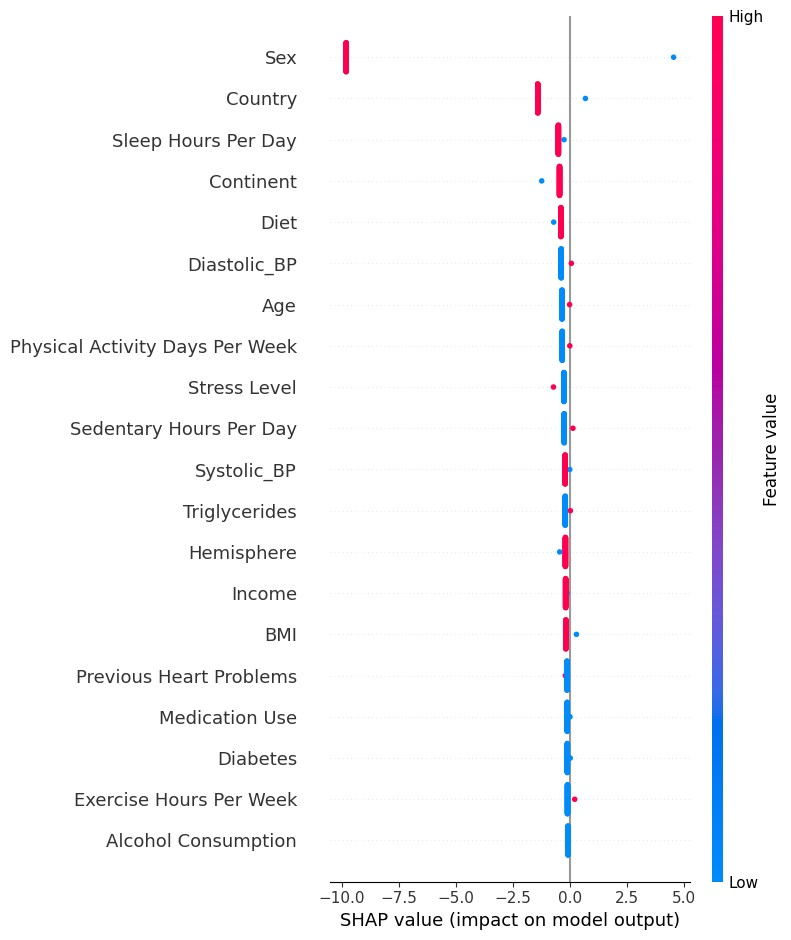 High
Sex
Country
Sleep Hours Per Day
Continent
Diet
Diastolic_BP
Age
Physical Activity Days Per Week
Stress Level
Sedentary Hours Per Day
Systolic_BP
Triglycerides
Hemisphere
Income
BMI
Previous Heart Problems
Medication Use
Diabetes
Exercise Hours Per Week
Alcohol Consumption
Feature value
Low
−10.0 −7.5 −5.0 −2.5 0.0 2.5 5.0
SHAP value (impact on model output)